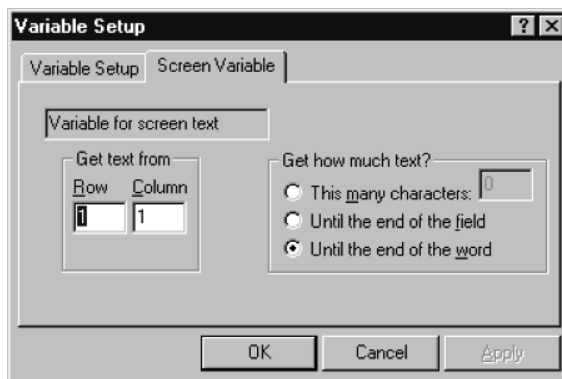 Variable Setup
Variable Setup Screen Variable
Variable for screen text
Get text from
Row Column
1 1
Get how much text?
This many characters: 0
Until the end of the field
Until the end of the word
OK Cancel Apply